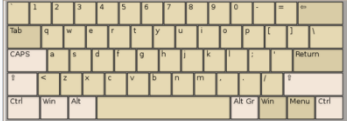 1 2 3 4 5 6 7 8 9 0 - = ⇦
Tab q w e r t y u i o p [ ] \
CAPS a s d f g h j k l ; ' Return
⇧ < z x c v b n m , . / ⇧
Ctrl Win Alt Alt Gr Win Menu Ctrl